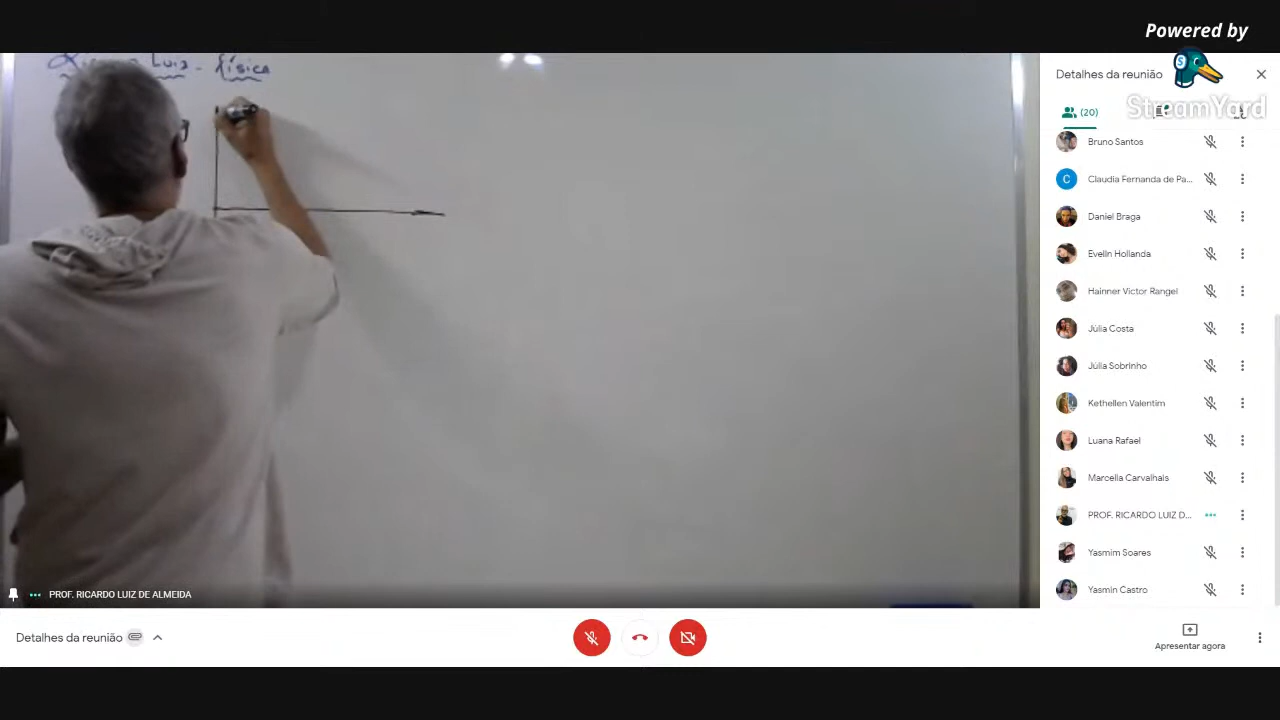 Powered by
StreamYard
Luiz - física
Detalhes da reunião
(20)
Bruno Santos
Claudia Fernanda de Pa...
Daniel Braga
Evelin Hollanda
Hainner Victor Rangel
Júlia Costa
Júlia Sobrinho
Kethellen Valentim
Luana Rafael
Marcella Carvalhais
PROF. RICARDO LUIZ D...
Yasmim Soares
Yasmin Castro
PROF. RICARDO LUIZ DE ALMEIDA
Detalhes da reunião
Apresentar agora